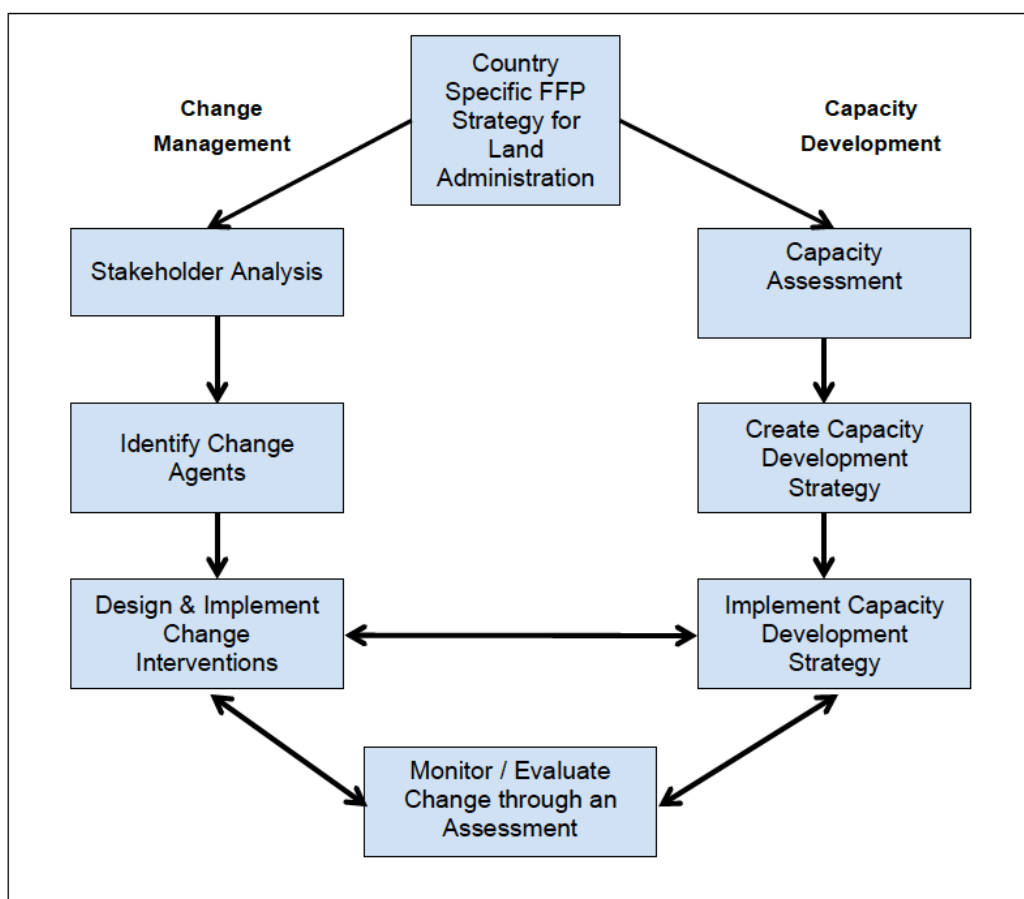 Country
Specific FFP
Strategy for
Land
Administration
Change
Management
Capacity
Development
Stakeholder Analysis
Capacity
Assessment
Identify Change
Agents
Create Capacity
Development
Strategy
Design & Implement
Change
Interventions
Implement Capacity
Development
Strategy
Monitor / Evaluate
Change through an
Assessment